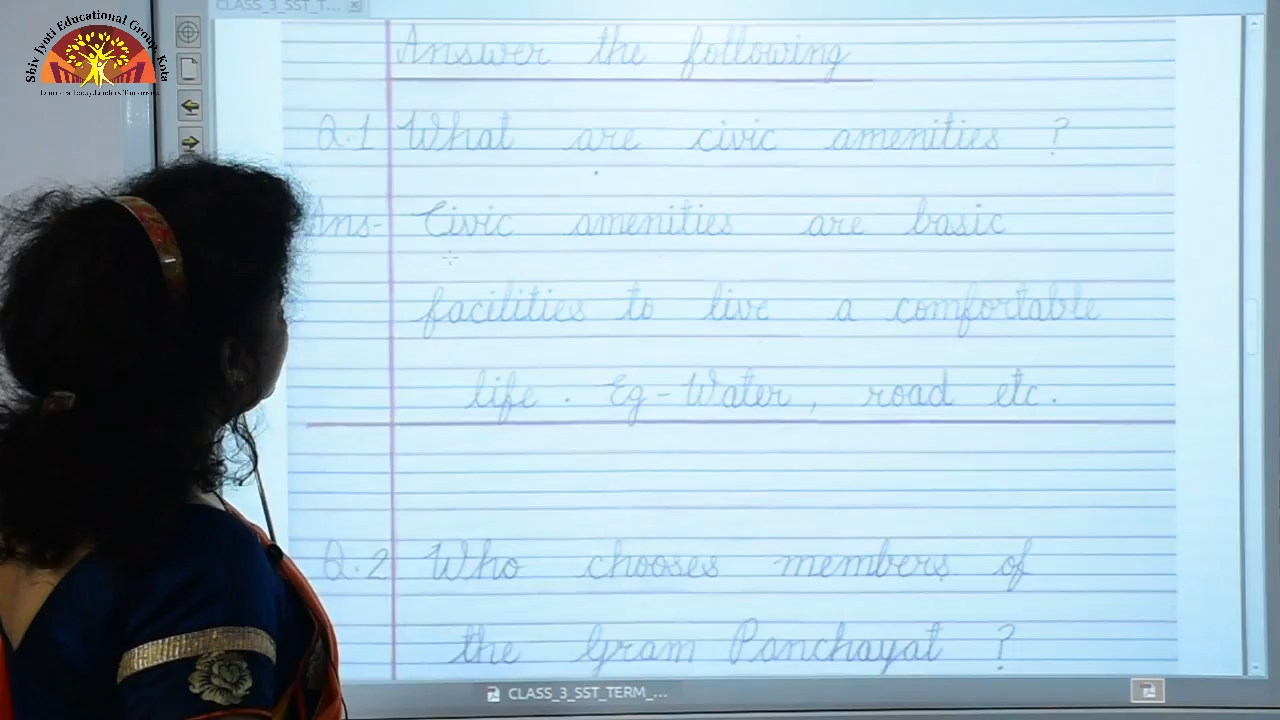 CLASS_3_SST_T...
Shiv Jyoti Educational Group, Kota
Answer the following
Q.1 What are civic amenities ?
Ans- Civic amenities are basic
facilities to live a comfortable
life. Eg - Water, road etc.
Q.2 Who chooses members of
the Gram Panchayat ?
CLASS_3_SST_TERM_...